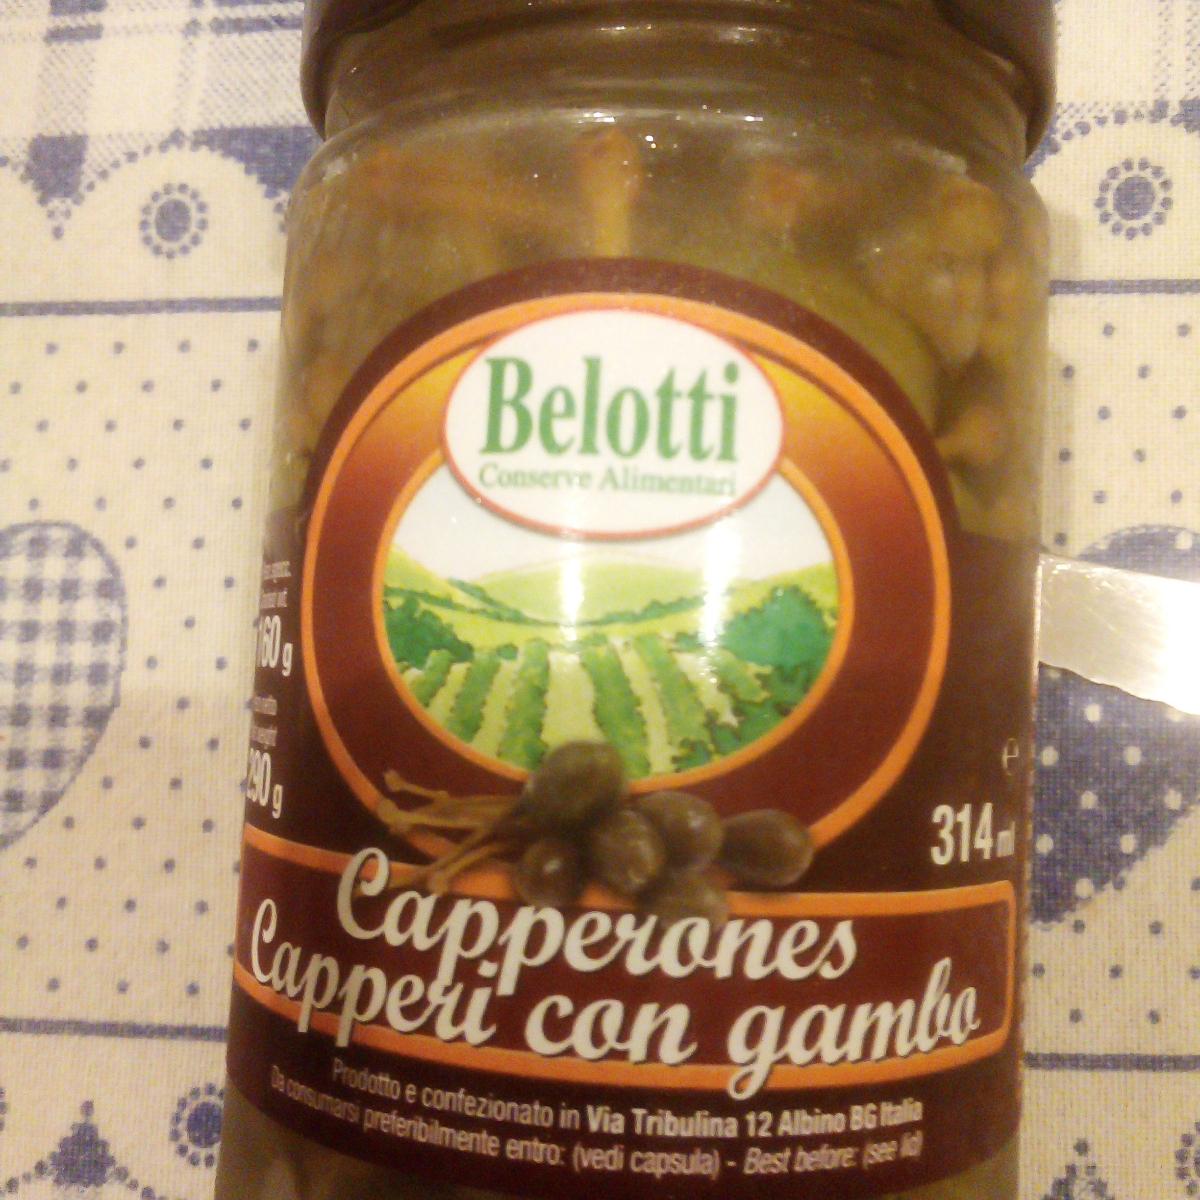 Belotti
Conserve Alimentari
160 g
290 g
℮
314 ml
Capperones
Capperi con gambo
Prodotto e confezionato in Via Tribulina 12 Albino BG Italia
Da consumarsi preferibilmente entro: (vedi capsula) - Best before: (see lid)